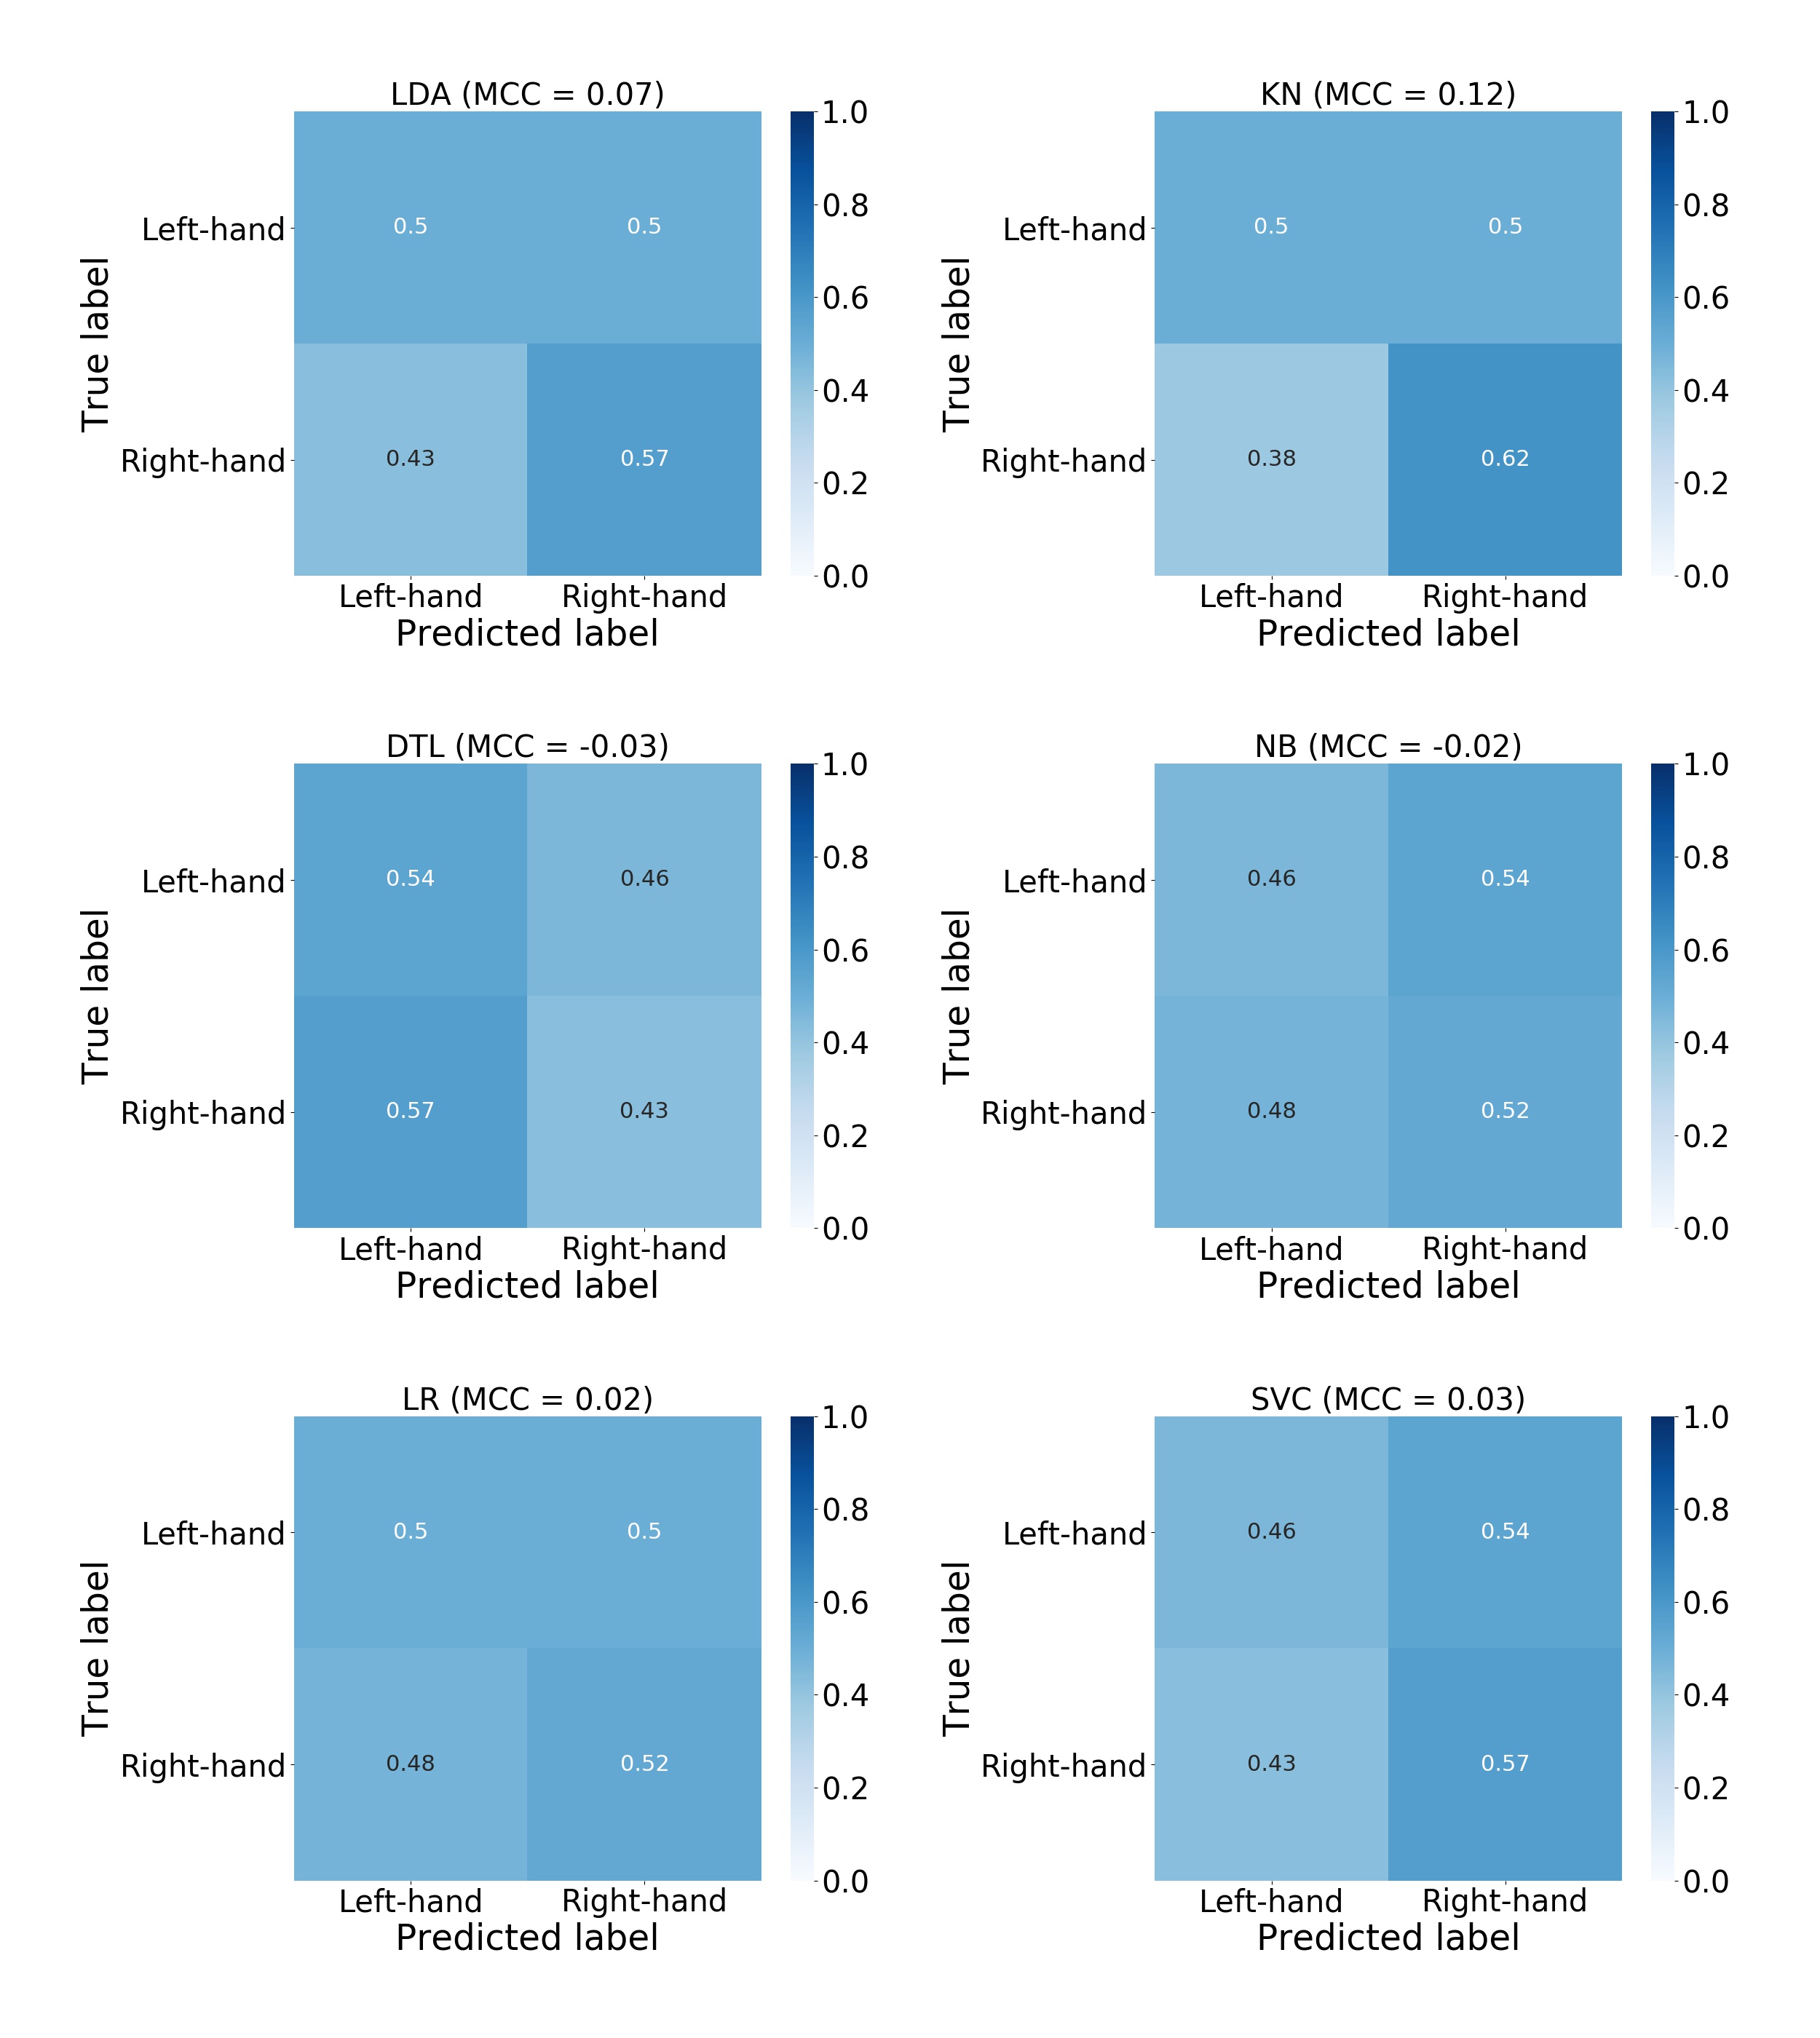 LDA (MCC = 0.07)
1.0
0.8
0.6
0.4
0.2
0.0
True label
Left-hand
0.5 0.5
Right-hand
0.43 0.57
Left-hand Right-hand
Predicted label
KN (MCC = 0.12)
1.0
0.8
0.6
0.4
0.2
0.0
True label
Left-hand
0.5 0.5
Right-hand
0.38 0.62
Left-hand Right-hand
Predicted label
DTL (MCC = -0.03)
1.0
0.8
0.6
0.4
0.2
0.0
True label
Left-hand
0.54 0.46
Right-hand
0.57 0.43
Left-hand Right-hand
Predicted label
NB (MCC = -0.02)
1.0
0.8
0.6
0.4
0.2
0.0
True label
Left-hand
0.46 0.54
Right-hand
0.48 0.52
Left-hand Right-hand
Predicted label
LR (MCC = 0.02)
1.0
0.8
0.6
0.4
0.2
0.0
True label
Left-hand
0.5 0.5
Right-hand
0.48 0.52
Left-hand Right-hand
Predicted label
SVC (MCC = 0.03)
1.0
0.8
0.6
0.4
0.2
0.0
True label
Left-hand
0.46 0.54
Right-hand
0.43 0.57
Left-hand Right-hand
Predicted label